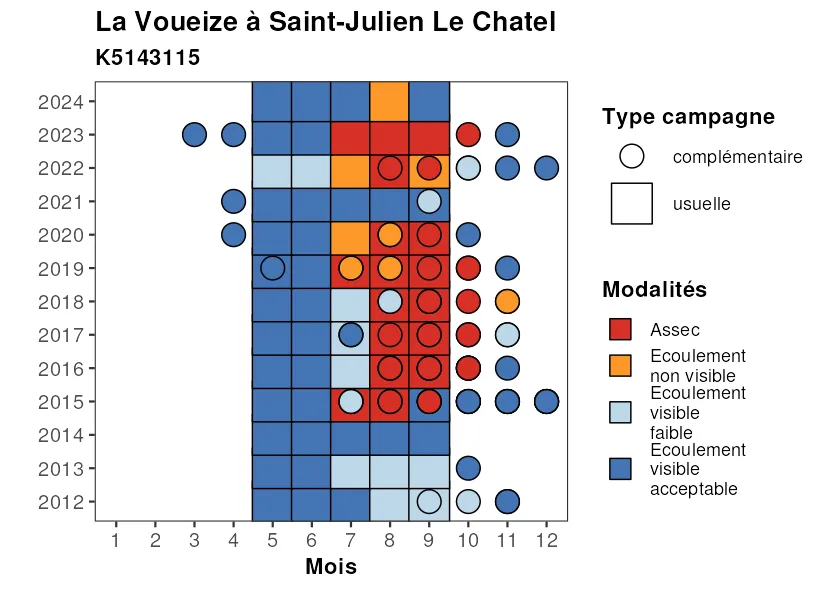 La Voueize à Saint-Julien Le Chatel
K5143115
2024
2023
2022
2021
2020
2019
2018
2017
2016
2015
2014
2013
2012
1 2 3 4 5 6 7 8 9 10 11 12
Mois
Type campagne
complémentaire
usuelle
Modalités
Assec
Ecoulement
non visible
Ecoulement
visible
faible
Ecoulement
visible
acceptable